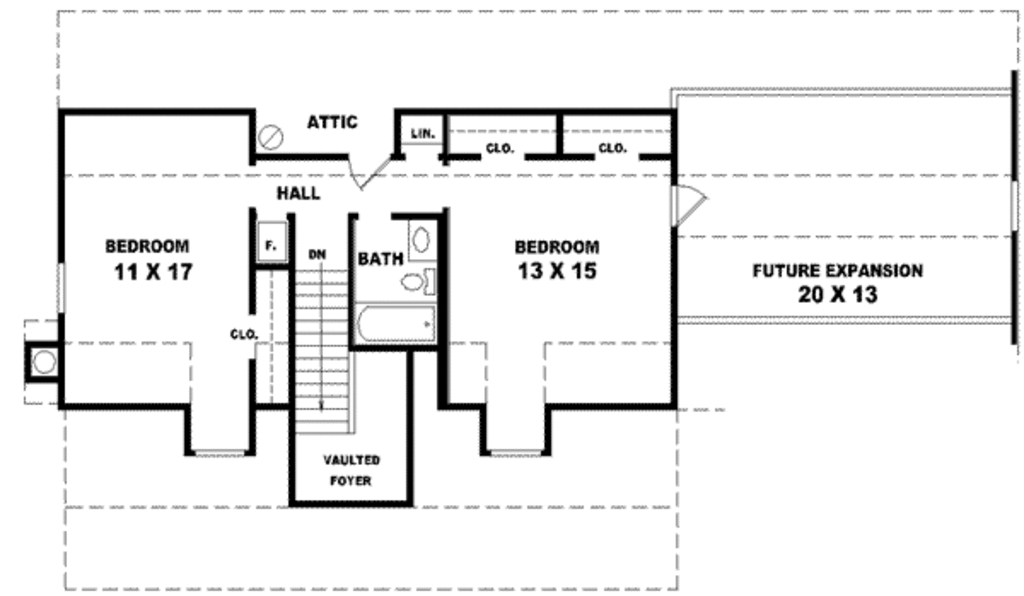 ATTIC
LIN.
CLO.
CLO.
HALL
BEDROOM
11 X 17
F.
DN
BATH
BEDROOM
13 X 15
FUTURE EXPANSION
20 X 13
CLO.
VAULTED
FOYER